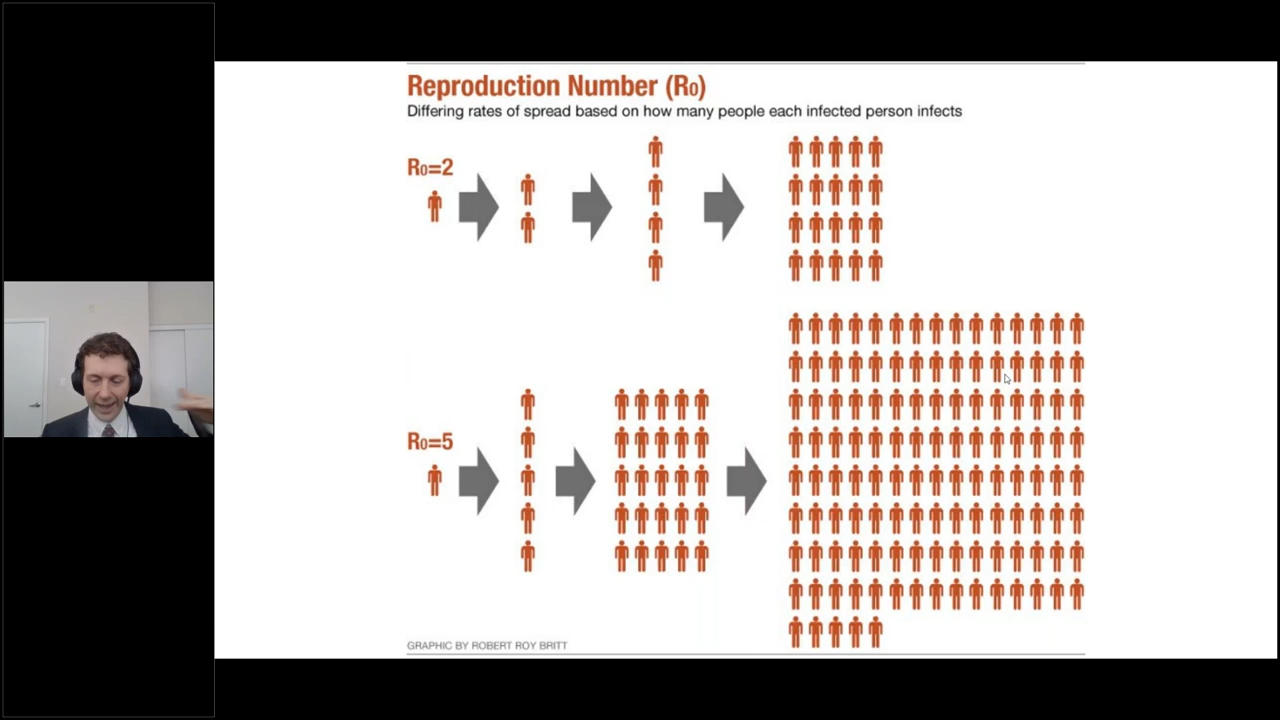 Reproduction Number (R0)
Differing rates of spread based on how many people each infected person infects
R0=2
R0=5
GRAPHIC BY ROBERT ROY BRITT